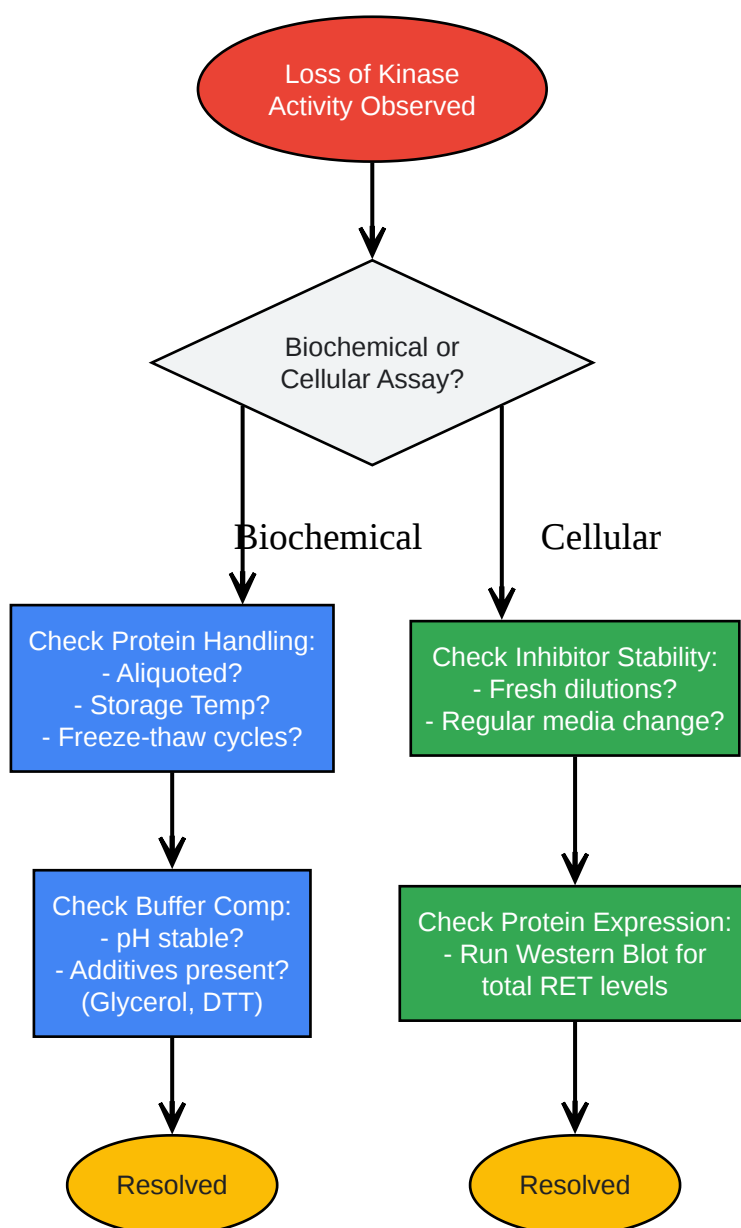 Loss of Kinase
Activity Observed
Biochemical or
Cellular Assay?
Biochemical
Cellular
Check Protein Handling:
- Aliquoted?
- Storage Temp?
- Freeze-thaw cycles?
Check Inhibitor Stability:
- Fresh dilutions?
- Regular media change?
Check Buffer Comp:
- pH stable?
- Additives present?
(Glycerol, DTT)
Check Protein Expression:
- Run Western Blot for
total RET levels
Resolved
Resolved